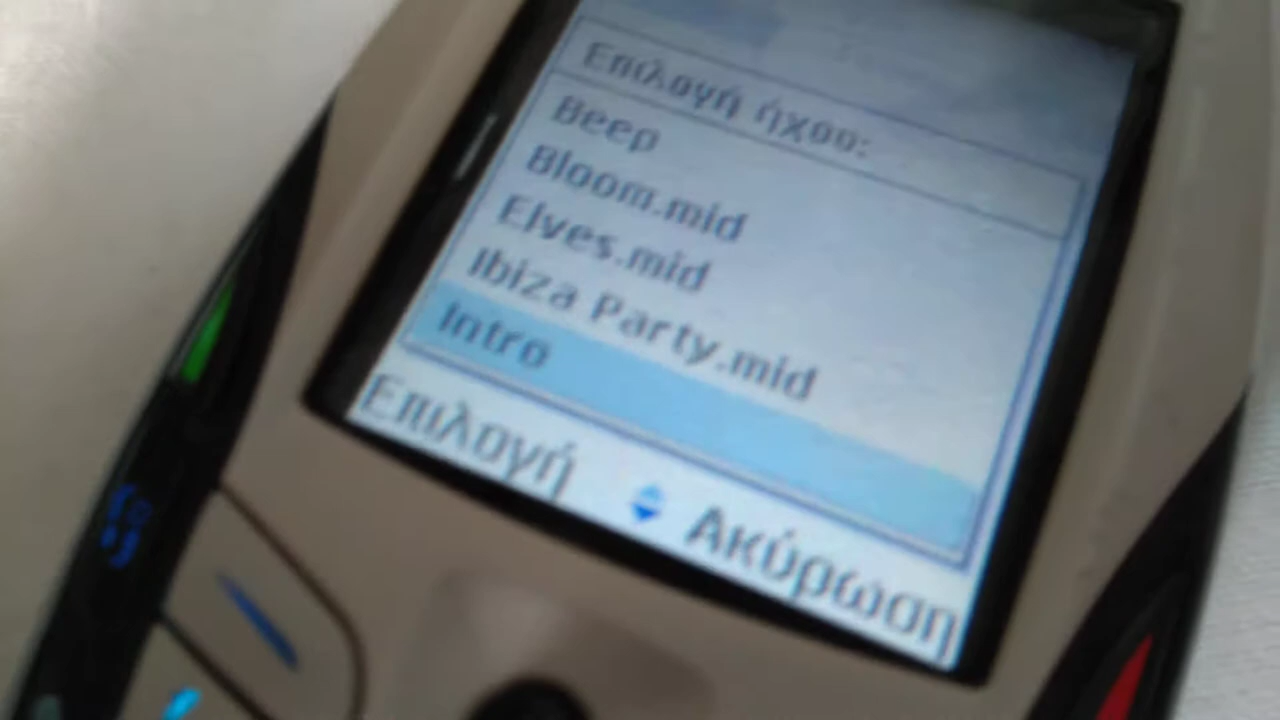 Επιλογή ήχου:
Beep
Bloom.mid
Elves.mid
Ibiza Party.mid
Intro
Επιλογή
Ακύρωση